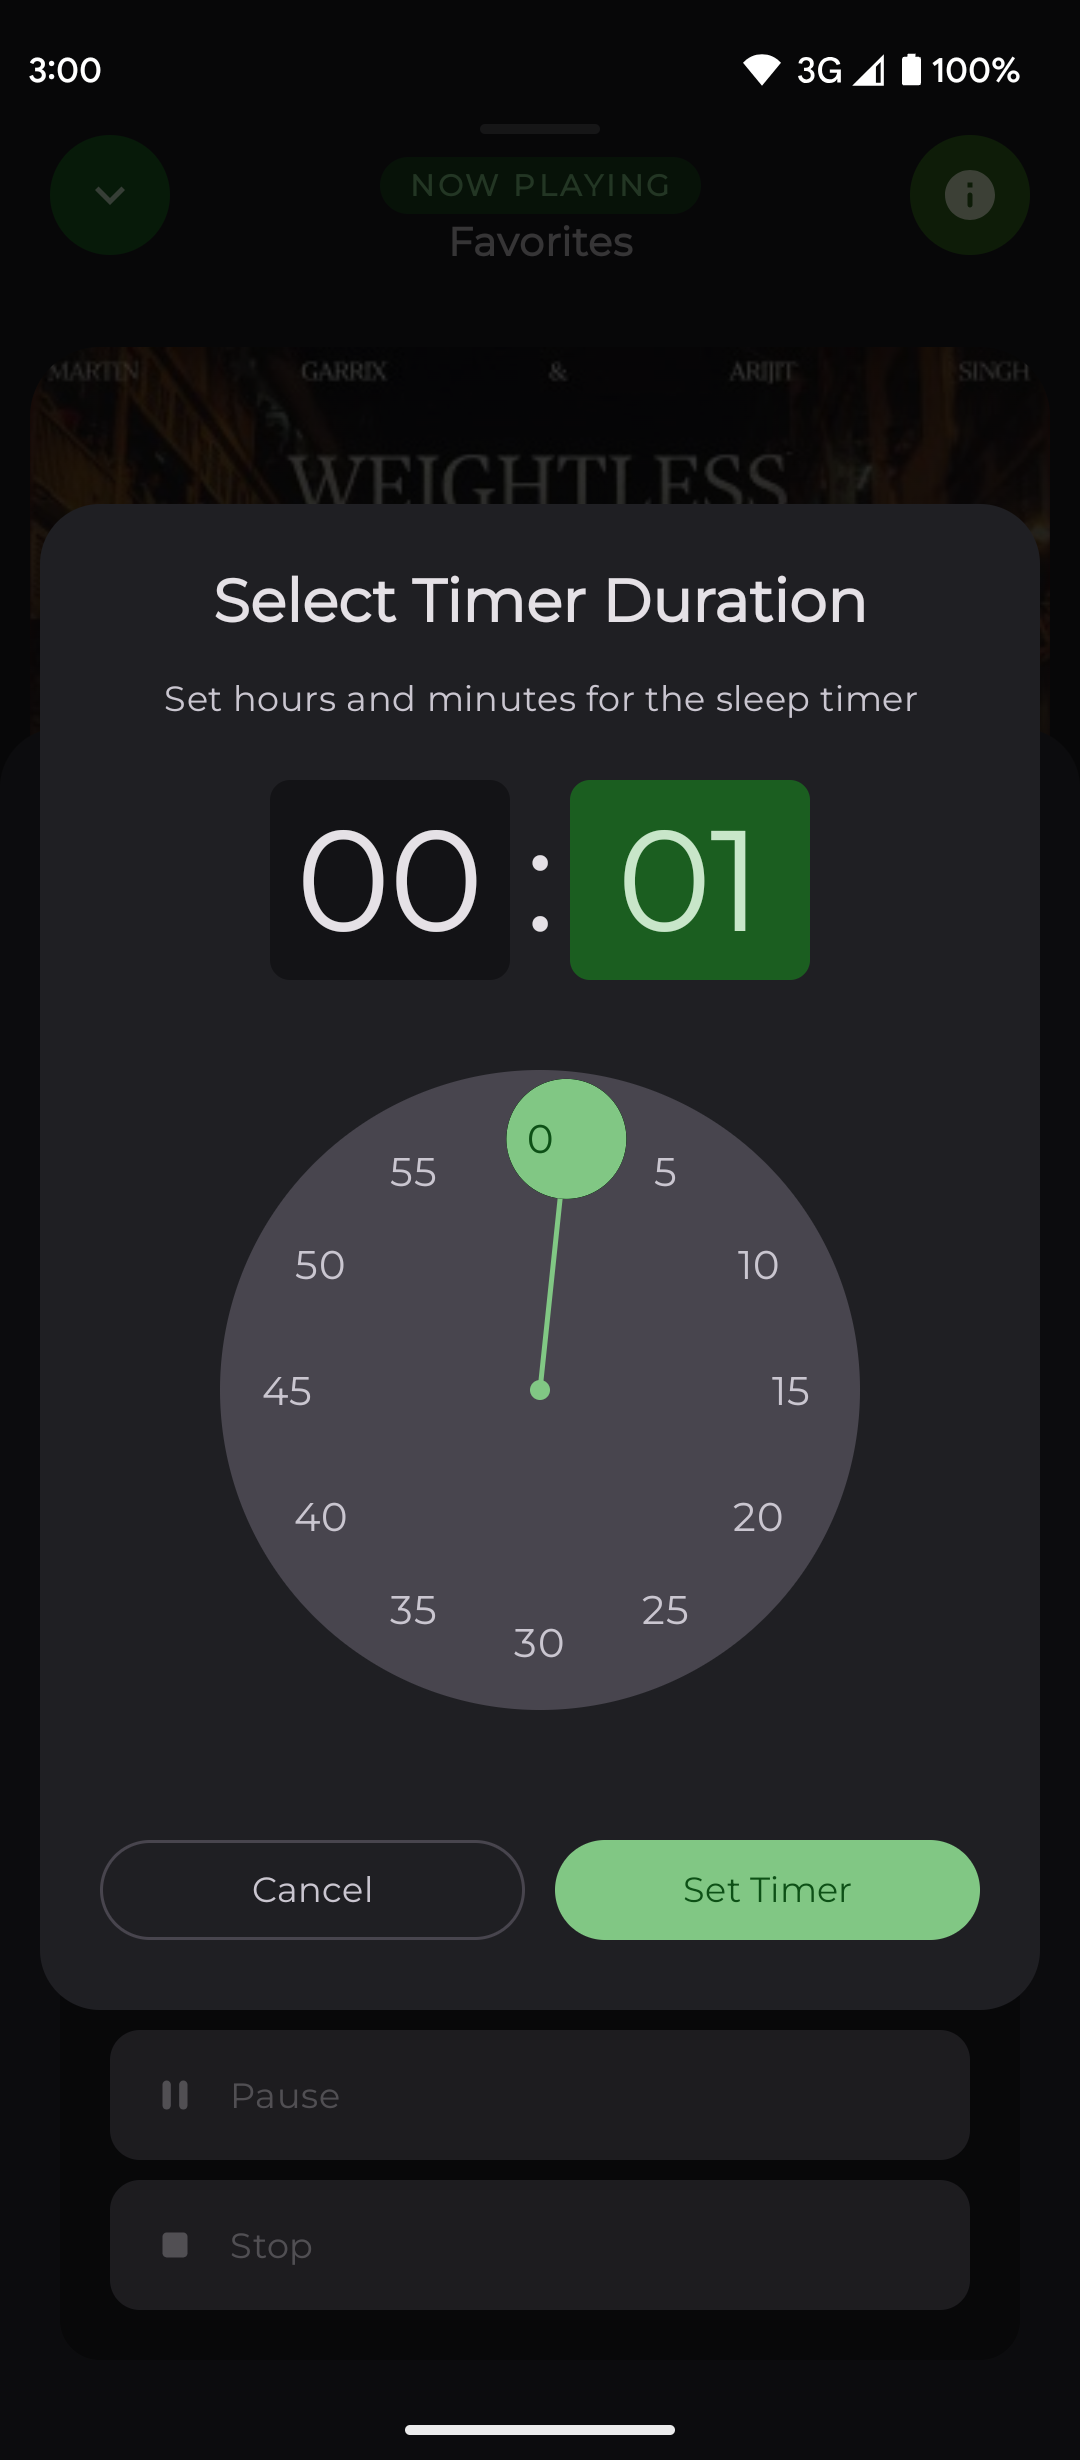 3:00
3G
100%
NOW PLAYING
Favorites
MARTIN GARRIX & ARIJIT SINGH
WEIGHTLESS
Select Timer Duration
Set hours and minutes for the sleep timer
00 : 01
0
55 5
50 10
45 15
40 20
35 25
30
Cancel Set Timer
Pause
Stop